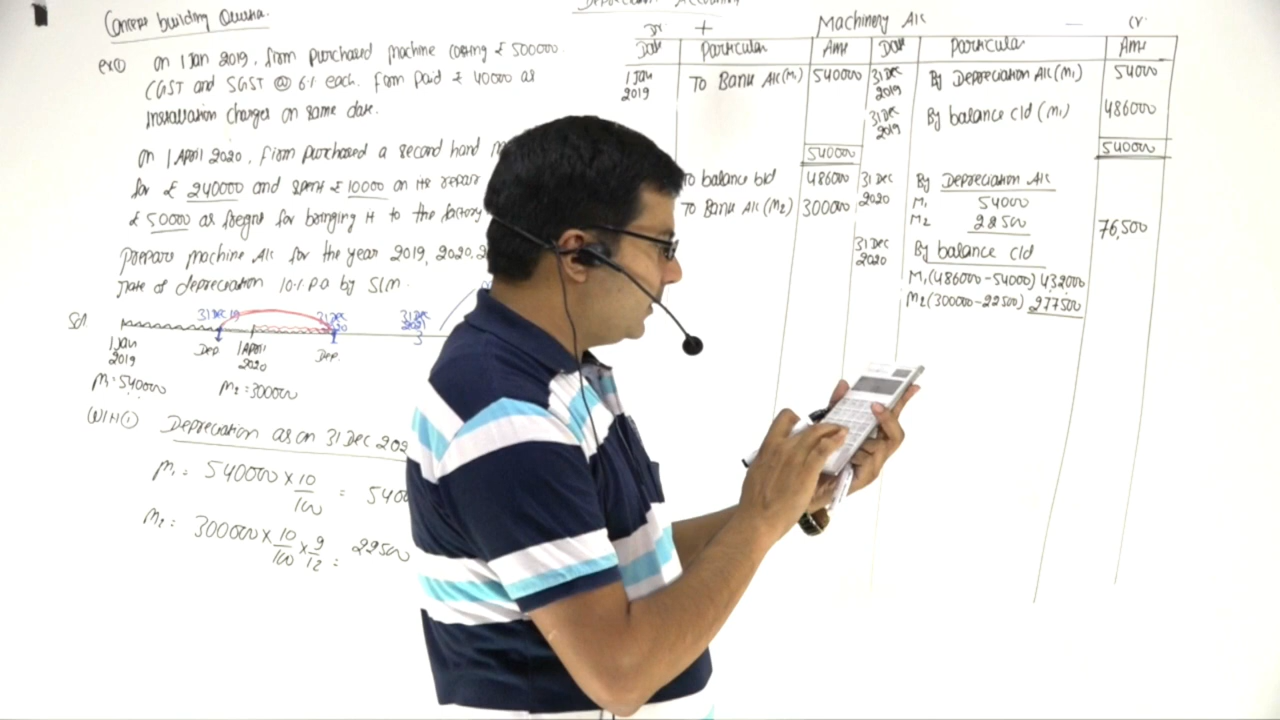 Depreciation Accounting
Concept building Question.
ex① On 1 Jan 2019, firm purchased machine costing ₹ 500000.
CGST and SGST @ 6% each. firm paid ₹ 40000 as
Installation charges on same date.
On 1 April 2020, firm purchased a second hand
for ₹ 240000 and spent ₹ 10000 on its repair
₹ 50000 as freight for bringing it to the factory
Prepare machine A/c for the year 2019, 2020, 2
rate of depreciation 10% p.a by SLM.
Sol.
31 Dec 19
31 Dec
31 Dec 2021
1 Jan 2019
Dep
1 April 2020
Dep.
3
M₁ = 540000
M₂ = 300000
W/N ① Depreciation as on 31 Dec 202
M₁ = 540000 × 10/100 = 5400
M₂ = 300000 × 10/100 × 9/12 = 22500
Dr. + Machinery A/c — Cr.
Date Particular Amt Date Particular Amt
1 Jan 2019 To Bank A/c (M₁) 540000 31 Dec 2019 By Depreciation A/c (M₁) 54000
31 Dec 2019 By balance c/d (M₁) 486000
540000 540000
To balance b/d 486000 31 Dec 2020 By Depreciation A/c
To Bank A/c (M₂) 300000 M₁ 54000
M₂ 22500 76,500
31 Dec 2020 By balance c/d
M₁ (486000-54000) 432000
M₂ (300000-22500) 277500